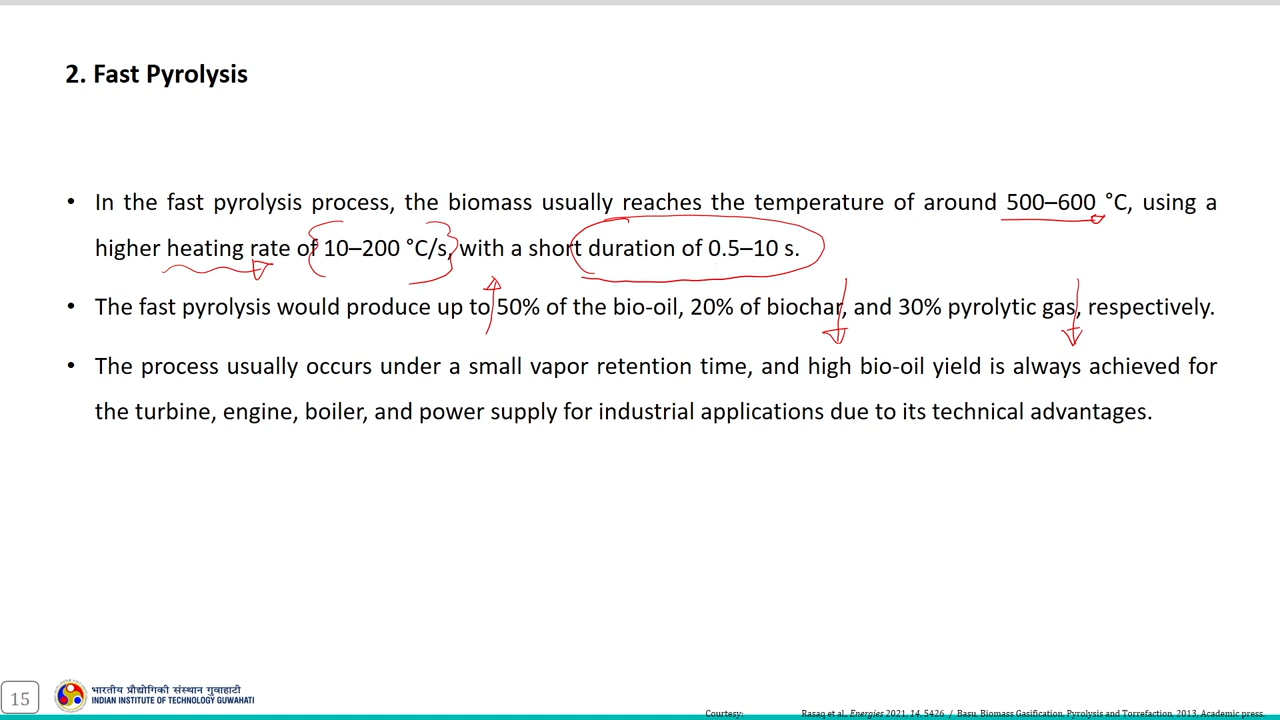 2. Fast Pyrolysis
• In the fast pyrolysis process, the biomass usually reaches the temperature of around 500–600 °C, using a
higher heating rate of 10–200 °C/s, with a short duration of 0.5–10 s.
• The fast pyrolysis would produce up to 50% of the bio-oil, 20% of biochar, and 30% pyrolytic gas, respectively.
• The process usually occurs under a small vapor retention time, and high bio-oil yield is always achieved for
the turbine, engine, boiler, and power supply for industrial applications due to its technical advantages.
15
भारतीय प्रौद्योगिकी संस्थान गुवाहाटी
INDIAN INSTITUTE OF TECHNOLOGY GUWAHATI
Courtesy: Rasaq et al., Energies 2021, 14, 5426 / Basu, Biomass Gasification, Pyrolysis and Torrefaction, 2013, Academic press.